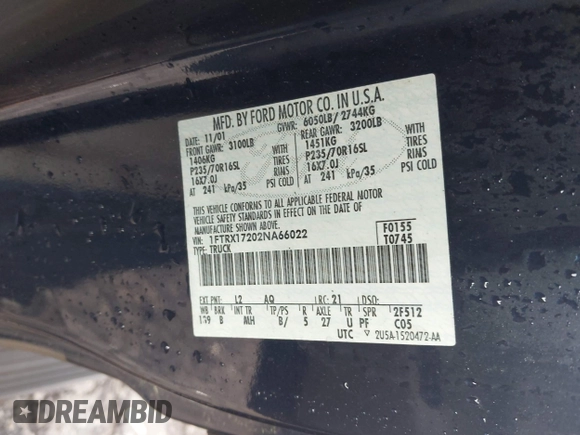 MFD. BY FORD MOTOR CO. IN U.S.A.
DATE: 11/01 GVWR: 6050LB/ 2744KG
FRONT GAWR: 3100LB REAR GAWR: 3200LB
1406KG WITH 1451KG WITH
P235/70R16SL TIRES P235/70R16SL TIRES
16X7.0J RIMS 16X7.0J RIMS
AT 241 kPa/35 PSI COLD AT 241 kPa/35 PSI COLD
THIS VEHICLE CONFORMS TO ALL APPLICABLE FEDERAL MOTOR
VEHICLE SAFETY STANDARDS IN EFFECT ON THE DATE OF
MANUFACTURE SHOWN ABOVE.
VIN: 1FTRX17202NA66022 F0155
TYPE: TRUCK T0745
EXT PNT: L2 AQ RC: 21 DSO:
WB BRK INT TR TP/PS R AXLE TR SPR 2F512
139 B MH B/ 5 27 U PF C05
UTC 2U5A-1520472-AA
DREAMBID